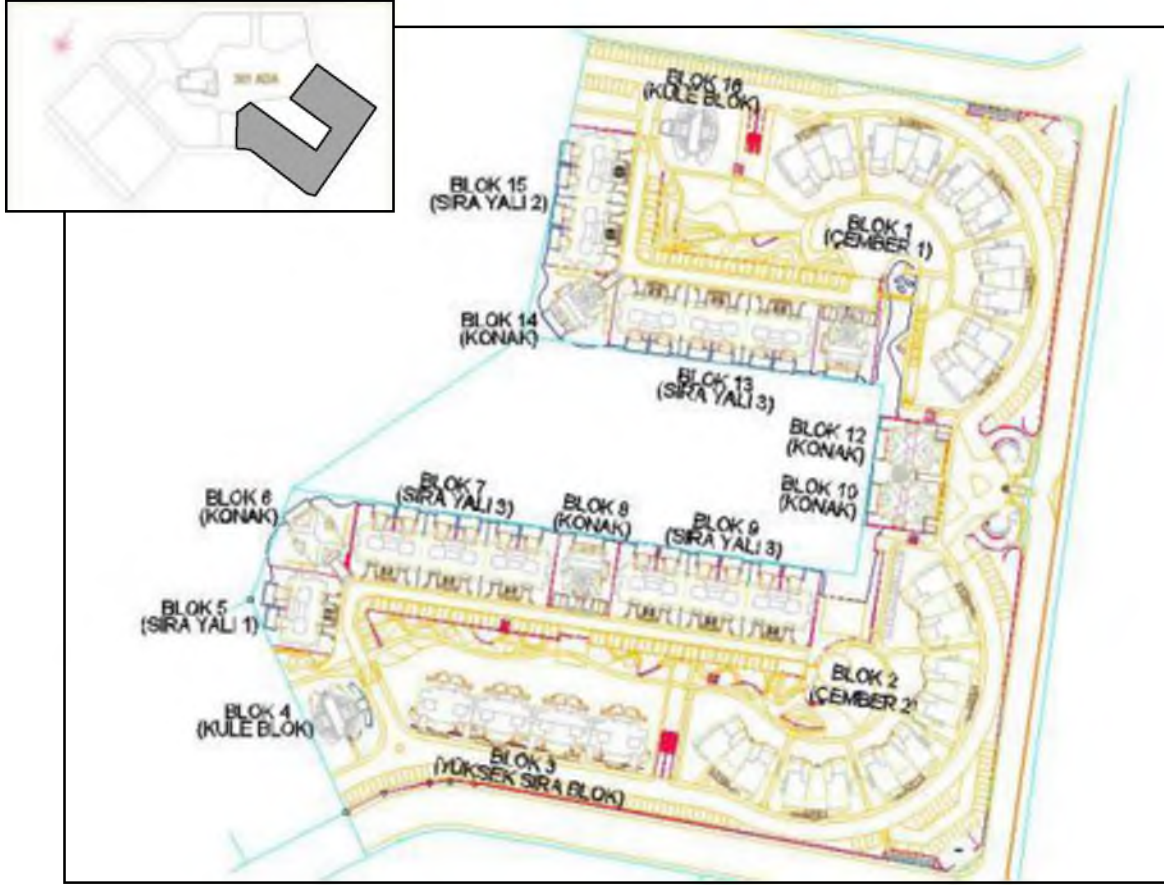 301 ADA
BLOK 16
(KULE BLOK)
BLOK 15
(SIRA YALI 2)
BLOK 1
(ÇEMBER 1)
BLOK 14
(KONAK)
BLOK 13
(SIRA YALI 3)
BLOK 12
(KONAK)
BLOK 10
(KONAK)
BLOK 6
(KONAK)
BLOK 7
(SIRA YALI 3)
BLOK 8
(KONAK)
BLOK 9
(SIRA YALI 3)
BLOK 5
(SIRA YALI 1)
BLOK 2
(ÇEMBER 2)
BLOK 4
(KULE BLOK)
BLOK 3
(YÜKSEK SIRA BLOK)